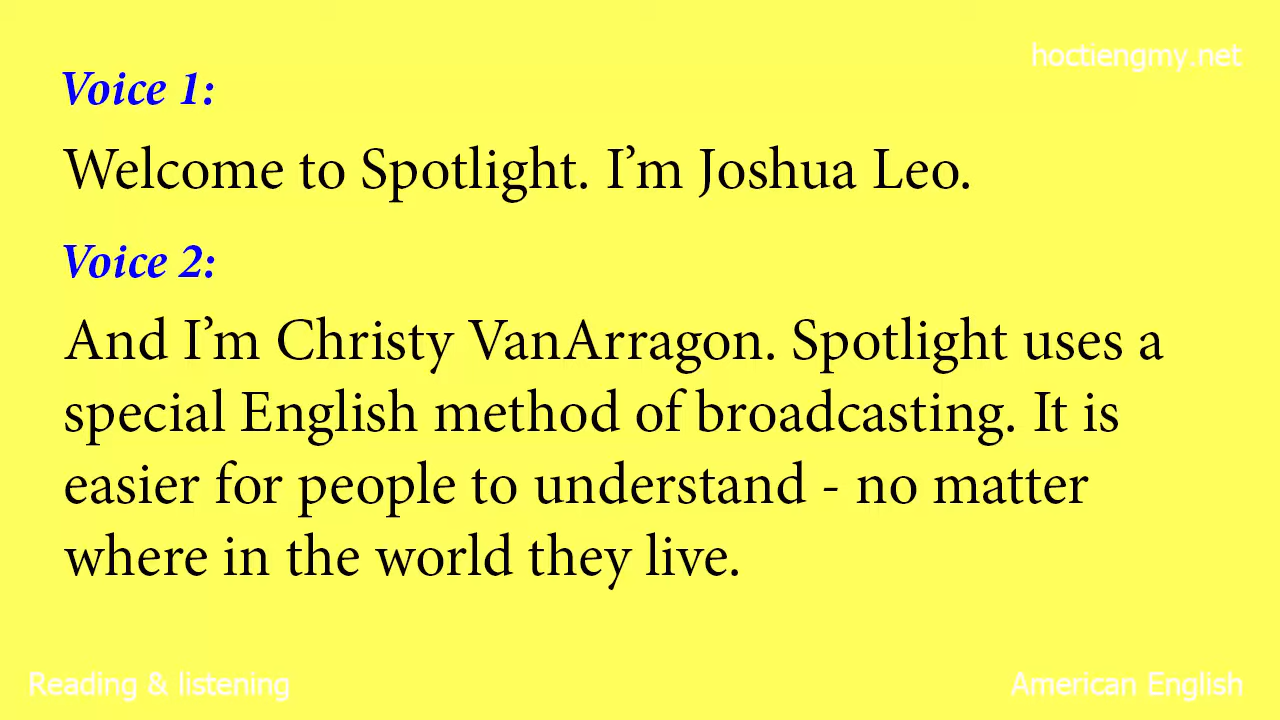 hoctiengmy.net
Voice 1:
Welcome to Spotlight. I’m Joshua Leo.
Voice 2:
And I’m Christy VanArragon. Spotlight uses a
special English method of broadcasting. It is
easier for people to understand - no matter
where in the world they live.
Reading & listening
American English